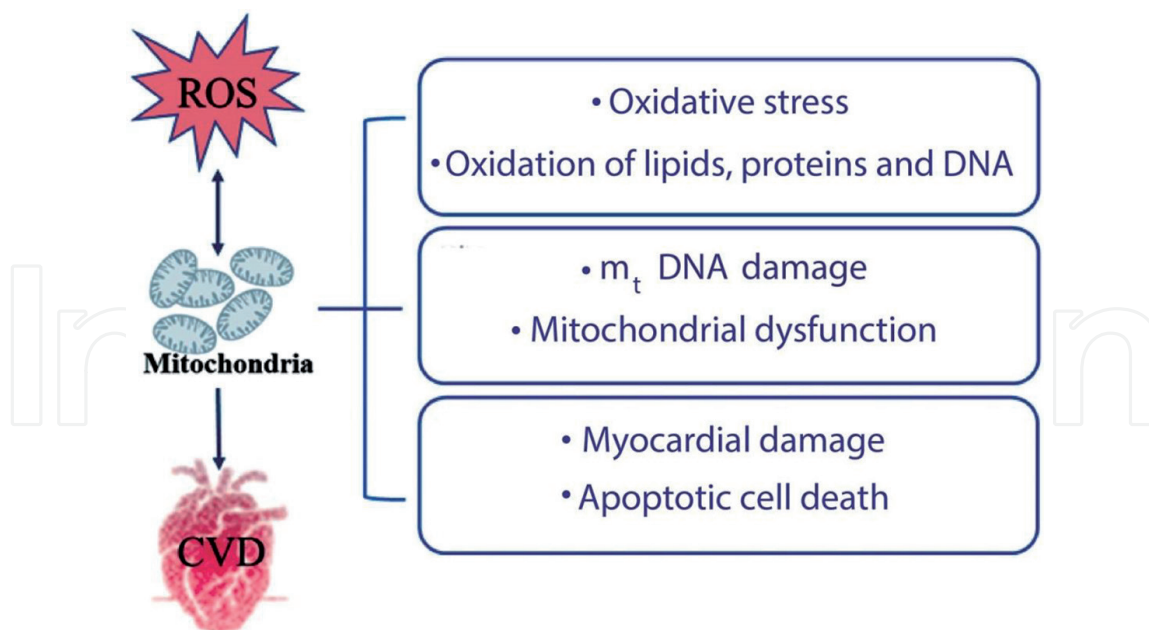 ROS
• Oxidative stress
• Oxidation of lipids, proteins and DNA
• mt DNA damage
• Mitochondrial dysfunction
Mitochondria
• Myocardial damage
• Apoptotic cell death
CVD